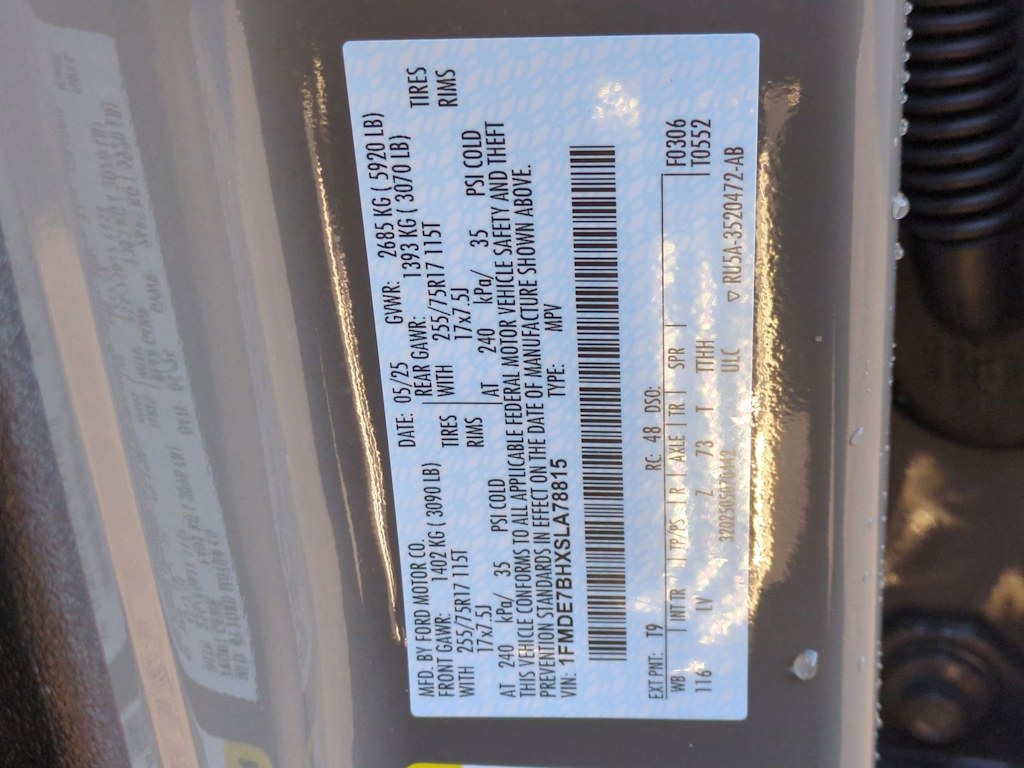 MFD. BY FORD MOTOR CO. DATE: 05/25 GVWR: 2685 KG ( 5920 LB)
FRONT GAWR: 1402 KG ( 3090 LB) REAR GAWR: 1393 KG ( 3070 LB)
WITH 255/75R17 115T TIRES WITH 255/75R17 115T TIRES
17x7.5J RIMS 17x7.5J RIMS
AT 240 kPa/ 35 PSI COLD AT 240 kPa/ 35 PSI COLD
THIS VEHICLE CONFORMS TO ALL APPLICABLE FEDERAL MOTOR VEHICLE SAFETY AND THEFT
PREVENTION STANDARDS IN EFFECT ON THE DATE OF MANUFACTURE SHOWN ABOVE.
VIN: 1FMDE7BHXSLA78815 TYPE: MPV
F0306
T0552
EXT PNT: T9 RC: 48 DSO:
WB INT TR TP/PS R AXLE TR SPR
116 LV Z 73 T TTHH
ULC ▽ RU5A-3520472-AB